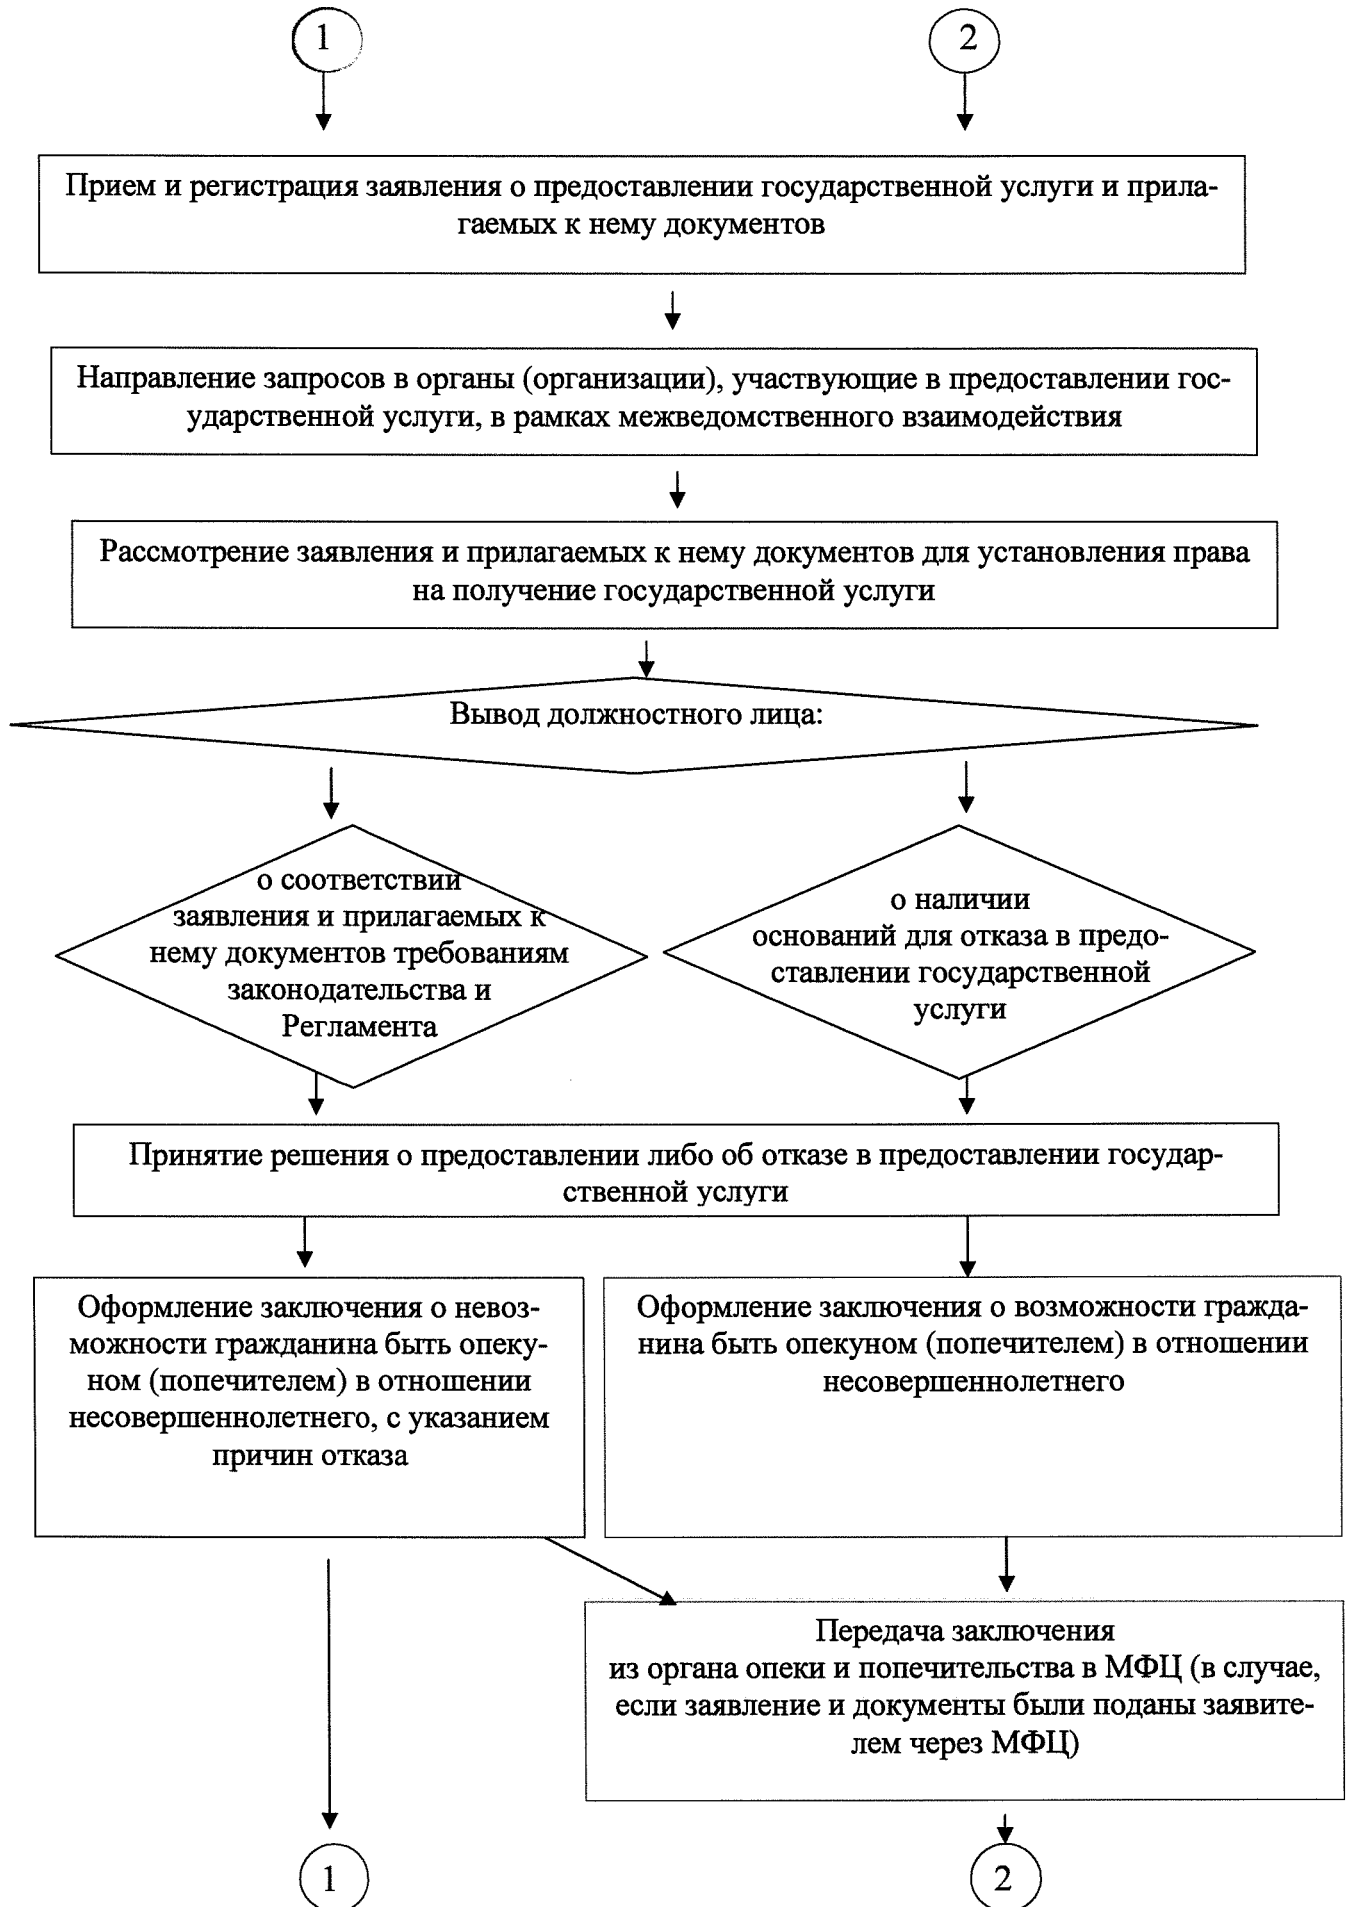 1
2
Прием и регистрация заявления о предоставлении государственной услуги и прила-
гаемых к нему документов
Направление запросов в органы (организации), участвующие в предоставлении гос-
ударственной услуги, в рамках межведомственного взаимодействия
Рассмотрение заявления и прилагаемых к нему документов для установления права
на получение государственной услуги
Вывод должностного лица:
о соответствии
заявления и прилагаемых к
нему документов требованиям
законодательства и
Регламента
о наличии
оснований для отказа в предо-
ставлении государственной
услуги
Принятие решения о предоставлении либо об отказе в предоставлении государ-
ственной услуги
Оформление заключения о невоз-
можности гражданина быть опеку-
ном (попечителем) в отношении
несовершеннолетнего, с указанием
причин отказа
Оформление заключения о возможности гражда-
нина быть опекуном (попечителем) в отношении
несовершеннолетнего
Передача заключения
из органа опеки и попечительства в МФЦ (в случае,
если заявление и документы были поданы заявите-
лем через МФЦ)
1
2